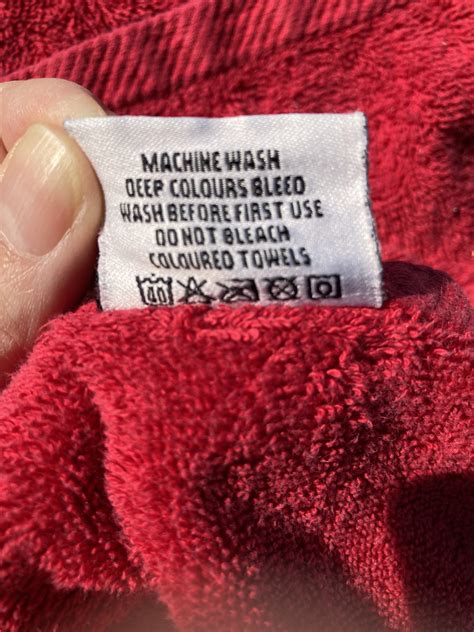 MACHINE WASH
DEEP COLOURS BLEED
WASH BEFORE FIRST USE
DO NOT BLEACH
COLOURED TOWELS
40